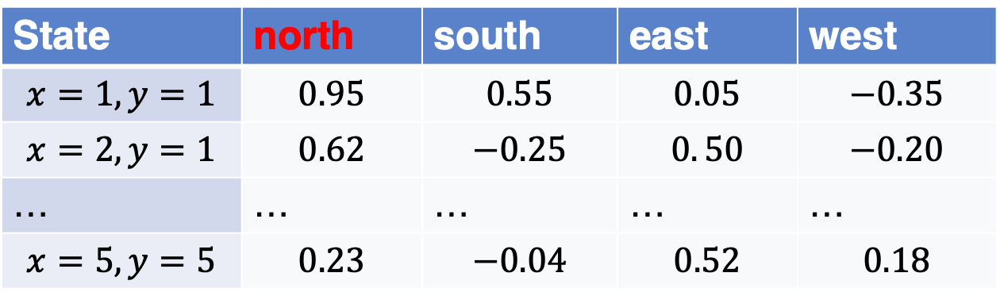 State north south east west
x = 1, y = 1 0.95 0.55 0.05 −0.35
x = 2, y = 1 0.62 −0.25 0.50 −0.20
... ... ... ... ...
x = 5, y = 5 0.23 −0.04 0.52 0.18